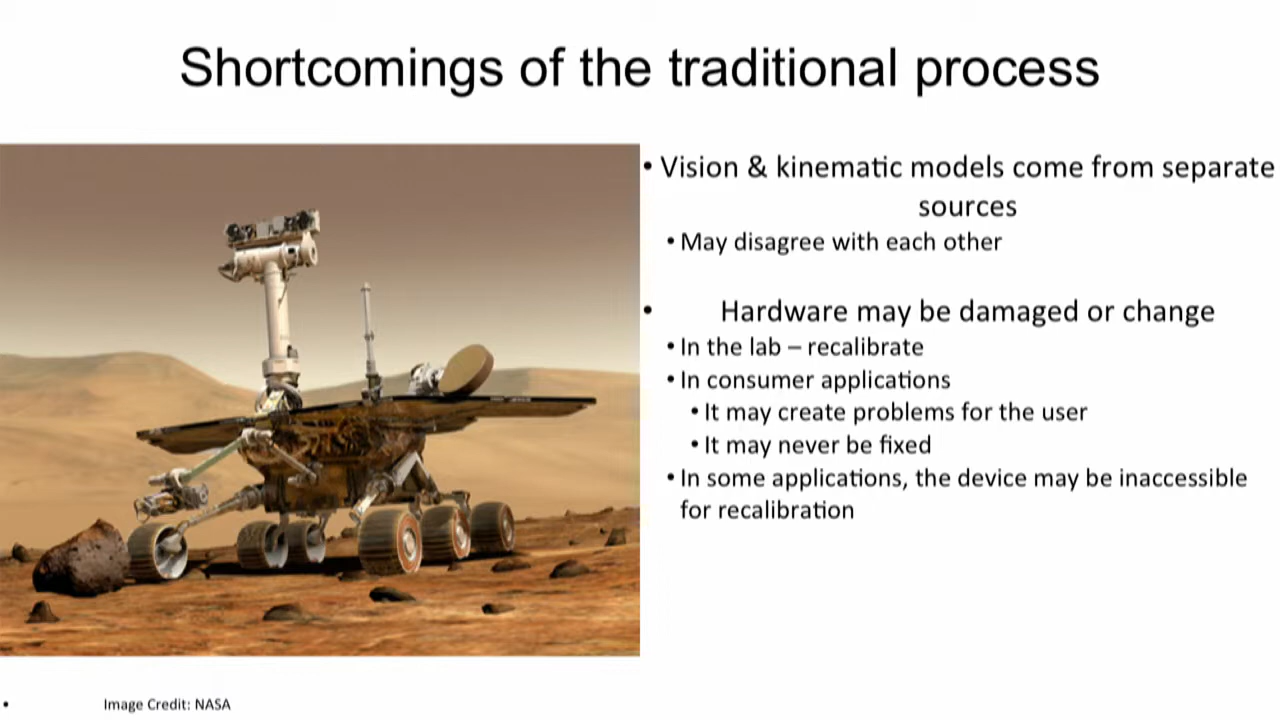 Shortcomings of the traditional process
• Vision & kinematic models come from separate
sources
• May disagree with each other
• Hardware may be damaged or change
• In the lab – recalibrate
• In consumer applications
• It may create problems for the user
• It may never be fixed
• In some applications, the device may be inaccessible
for recalibration
• Image Credit: NASA